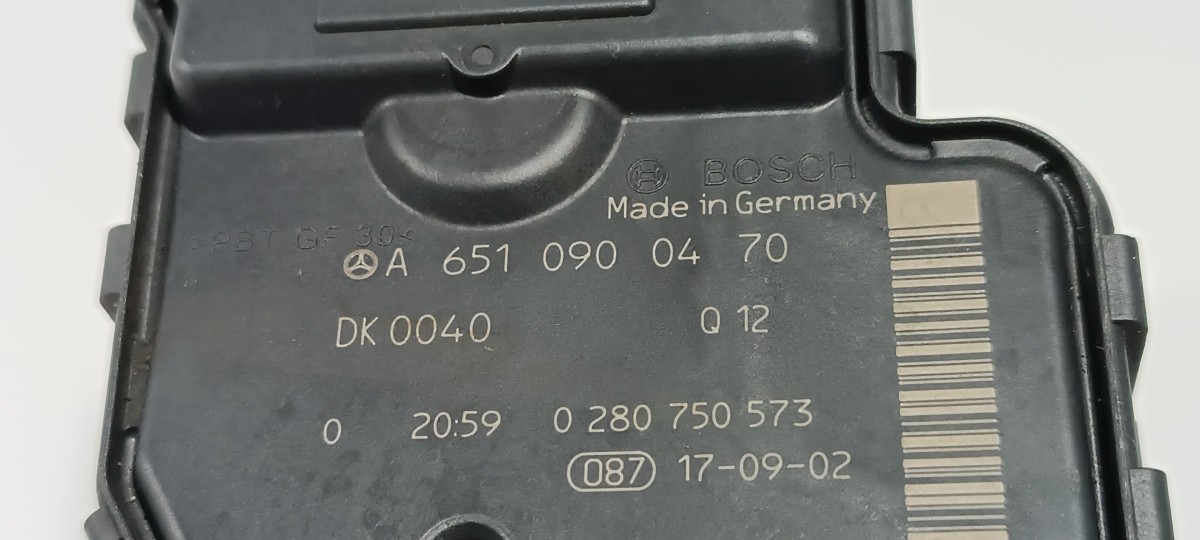 BOSCH
Made in Germany
>PBT GF 30<
A 651 090 04 70
DK 0040 Q 12
0 20:59 0 280 750 573
087 17-09-02